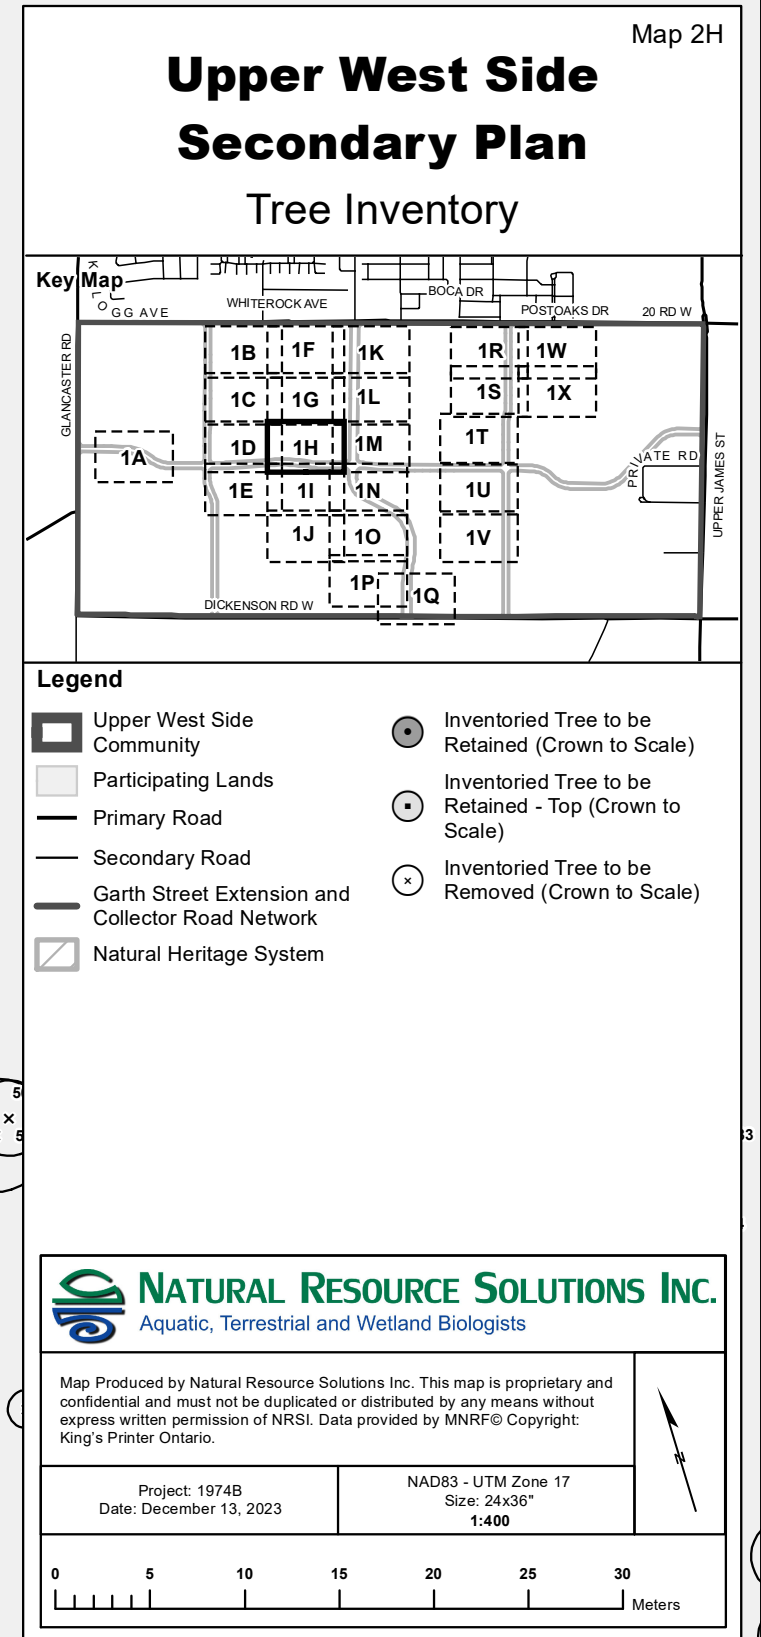 Map 2H
Upper West Side
Secondary Plan
Tree Inventory
Key Map
K
L
O
GG AVE
WHITEROCK AVE
BOCA DR
POSTOAKS DR
20 RD W
GLANCASTER RD
1B
1F
1K
1R
1W
1C
1G
1L
1S
1X
1A
1D
1H
1M
1T
PRIVATE RD
UPPER JAMES ST
1E
1I
1N
1U
1J
1O
1V
1P
1Q
DICKENSON RD W
Legend
Upper West Side
Community
Participating Lands
Primary Road
Secondary Road
Garth Street Extension and
Collector Road Network
Natural Heritage System
Inventoried Tree to be
Retained (Crown to Scale)
Inventoried Tree to be
Retained - Top (Crown to
Scale)
Inventoried Tree to be
Removed (Crown to Scale)
5
33
NATURAL RESOURCE SOLUTIONS INC.
Aquatic, Terrestrial and Wetland Biologists
Map Produced by Natural Resource Solutions Inc. This map is proprietary and
confidential and must not be duplicated or distributed by any means without
express written permission of NRSI. Data provided by MNRF© Copyright:
King's Printer Ontario.
N
Project: 1974B
Date: December 13, 2023
NAD83 - UTM Zone 17
Size: 24x36"
1:400
0 5 10 15 20 25 30
Meters